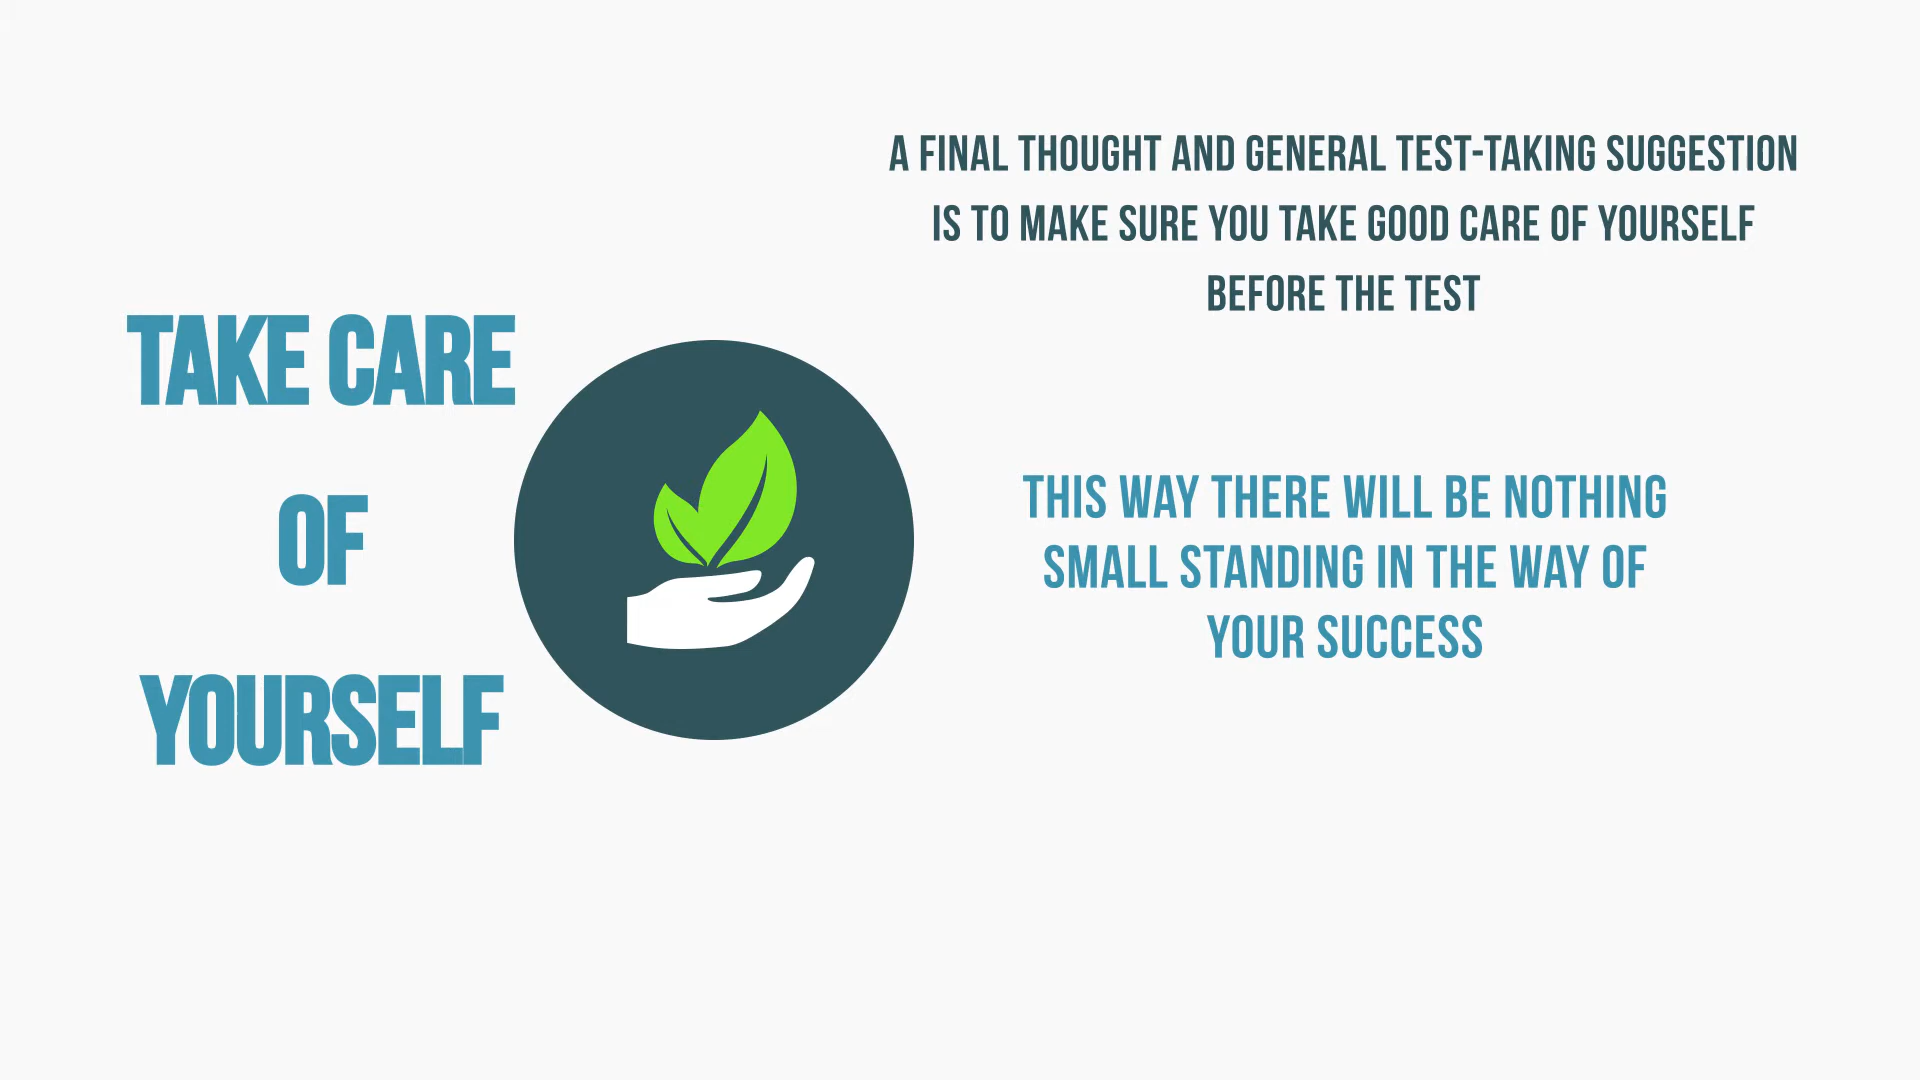 TAKE CARE
OF
YOURSELF
A FINAL THOUGHT AND GENERAL TEST-TAKING SUGGESTION
IS TO MAKE SURE YOU TAKE GOOD CARE OF YOURSELF
BEFORE THE TEST
THIS WAY THERE WILL BE NOTHING
SMALL STANDING IN THE WAY OF
YOUR SUCCESS